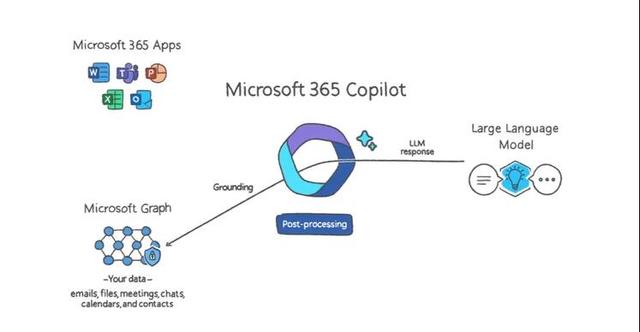 Microsoft 365 Apps
W
T
P
X
O
Microsoft 365 Copilot
LLM
response
Large Language
Model
Grounding
Microsoft Graph
Post-processing
–Your data–
emails, files, meetings, chats,
calendars, and contacts